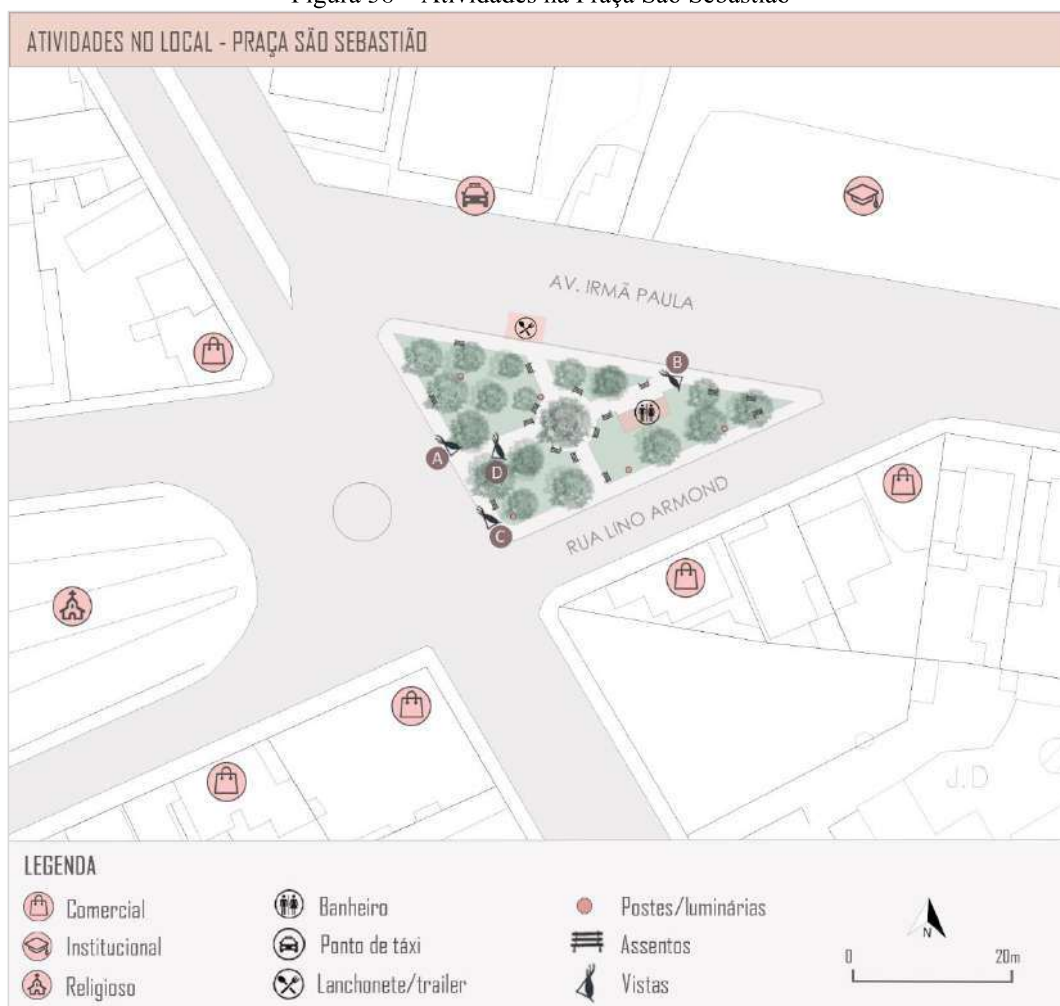 Figura 38 – Atividades na Praça São Sebastião
ATIVIDADES NO LOCAL - PRAÇA SÃO SEBASTIÃO
AV. IRMÃ PAULA
B
A
D
C
RUA LINO ARMOND
J.D
LEGENDA
Comercial
Institucional
Religioso
Banheiro
Ponto de táxi
Lanchonete/trailer
Postes/luminárias
Assentos
Vistas
N
0 20m